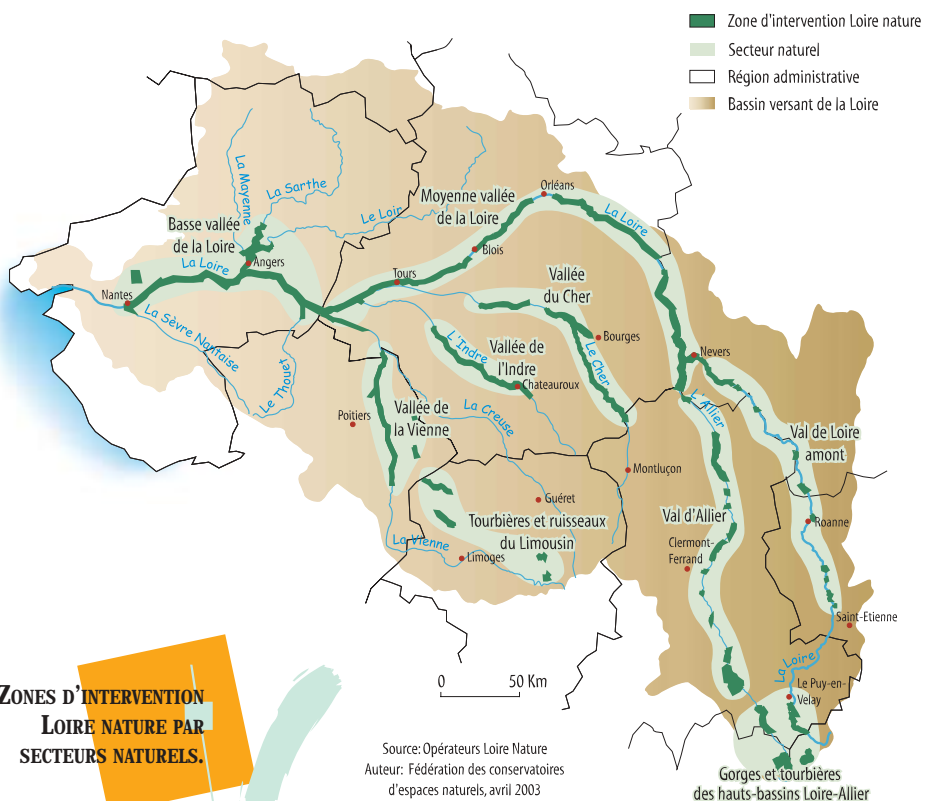 Zone d'intervention Loire nature
Secteur naturel
Région administrative
Bassin versant de la Loire
La Mayenne
La Sarthe
Le Loir
Moyenne vallée
de la Loire
Orléans
La Loire
Basse vallée
de la Loire
Angers
La Loire
Blois
Tours
Vallée
du Cher
Nantes
La Sèvre Nantaise
Le Thouet
L'Indre
Vallée de
l'Indre
Chateauroux
Le Cher
Bourges
Nevers
L'Allier
Poitiers
Vallée de
la Vienne
La Creuse
Val de Loire
amont
Montluçon
Guéret
Tourbières et ruisseaux
du Limousin
La Vienne
Limoges
Val d'Allier
Clermont-
Ferrand
Roanne
Saint-Etienne
La Loire
Le Puy-en-
Velay
Gorges et tourbières
des hauts-bassins Loire-Allier
0 50 Km
ZONES D'INTERVENTION
LOIRE NATURE PAR
SECTEURS NATURELS.
Source: Opérateurs Loire Nature
Auteur: Fédération des conservatoires
d'espaces naturels, avril 2003